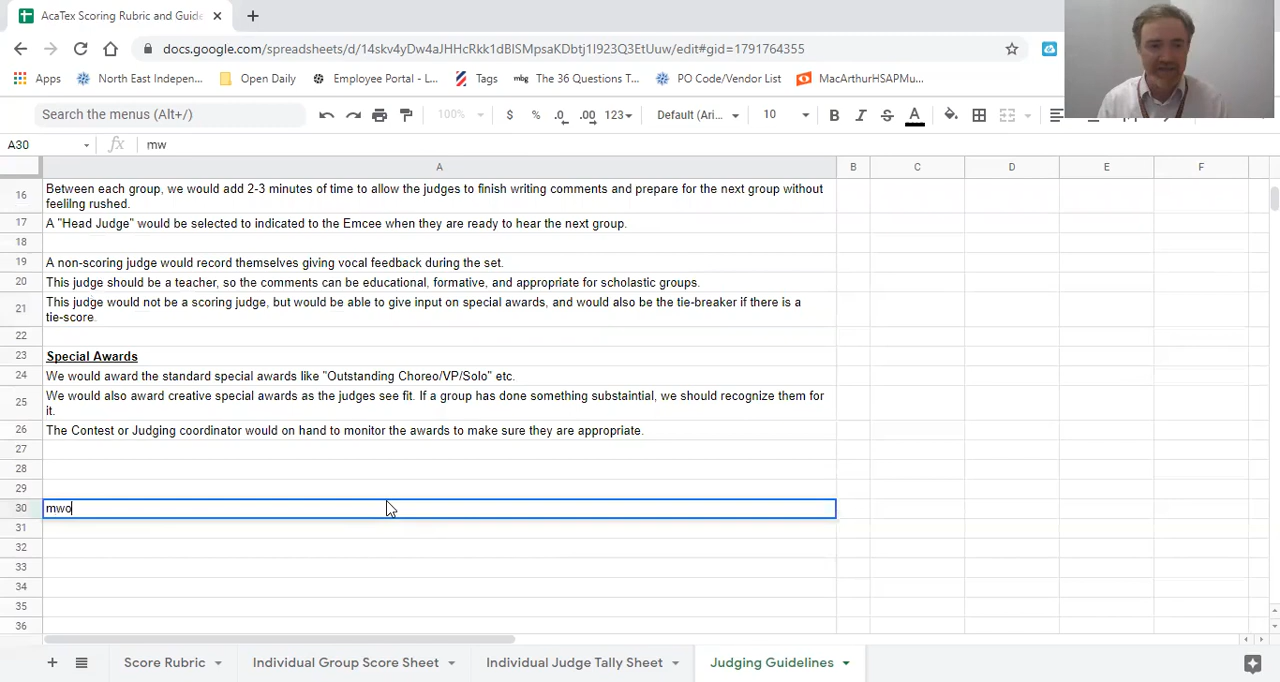 AcaTex Scoring Rubric and Guide
docs.google.com/spreadsheets/d/14skv4yDw4aJHHcRkk1dBISMpsaKDbtj1I923Q3EtUuw/edit#gid=1791764355
Apps North East Indepen... Open Daily Employee Portal - L... Tags mbg The 36 Questions T... PO Code/Vendor List MacArthurHSAPMu...
Search the menus (Alt+/) 100% $ % .0 .00 123 Default (Ari... 10 B I S A
A30 fx mw
A B C D E F
16 Between each group, we would add 2-3 minutes of time to allow the judges to finish writing comments and prepare for the next group without
feelilng rushed.
17 A "Head Judge" would be selected to indicated to the Emcee when they are ready to hear the next group.
18
19 A non-scoring judge would record themselves giving vocal feedback during the set.
20 This judge should be a teacher, so the comments can be educational, formative, and appropriate for scholastic groups.
21 This judge would not be a scoring judge, but would be able to give input on special awards, and would also be the tie-breaker if there is a
tie-score.
22
23 Special Awards
24 We would award the standard special awards like "Outstanding Choreo/VP/Solo" etc.
25 We would also award creative special awards as the judges see fit. If a group has done something substaintial, we should recognize them for
it.
26 The Contest or Judging coordinator would on hand to monitor the awards to make sure they are appropriate.
27
28
29
30 mwo
31
32
33
34
35
36
Score Rubric Individual Group Score Sheet Individual Judge Tally Sheet Judging Guidelines